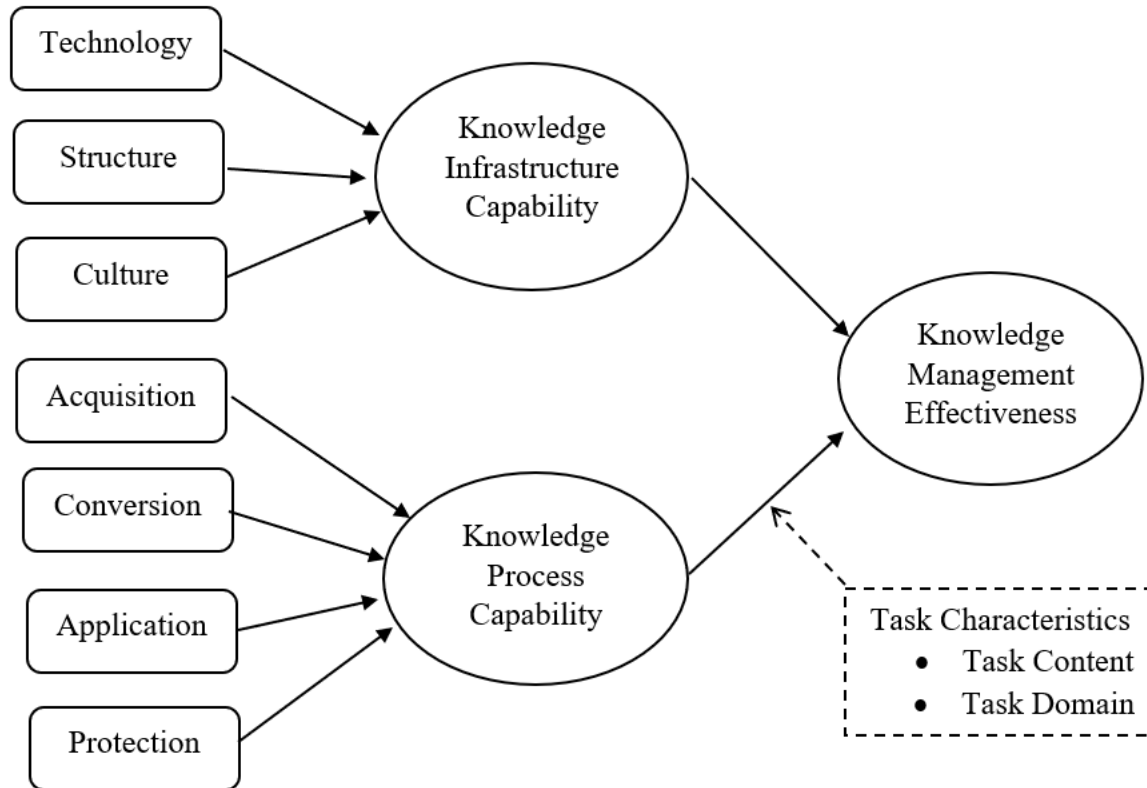 Technology
Structure
Culture
Acquisition
Conversion
Application
Protection
Knowledge
Infrastructure
Capability
Knowledge
Process
Capability
Knowledge
Management
Effectiveness
Task Characteristics
• Task Content
• Task Domain